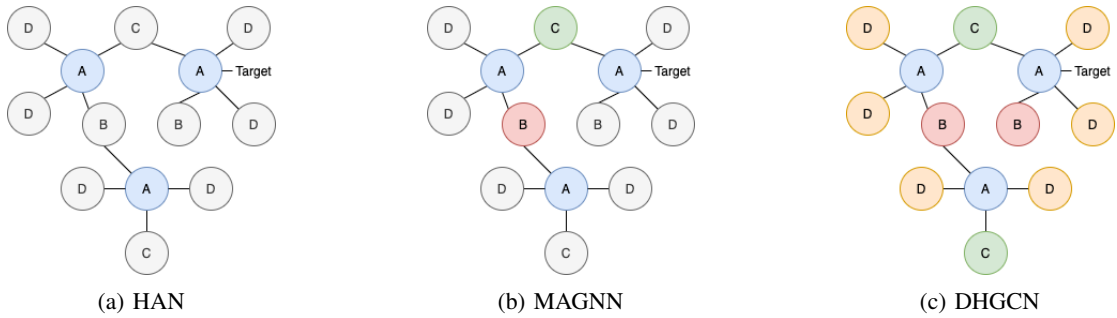 D C D
A A Target
D B B D
D A D
C
(a) HAN
D C D
A A Target
D B B D
D A D
C
(b) MAGNN
D C D
A A Target
D B B D
D A D
C
(c) DHGCN